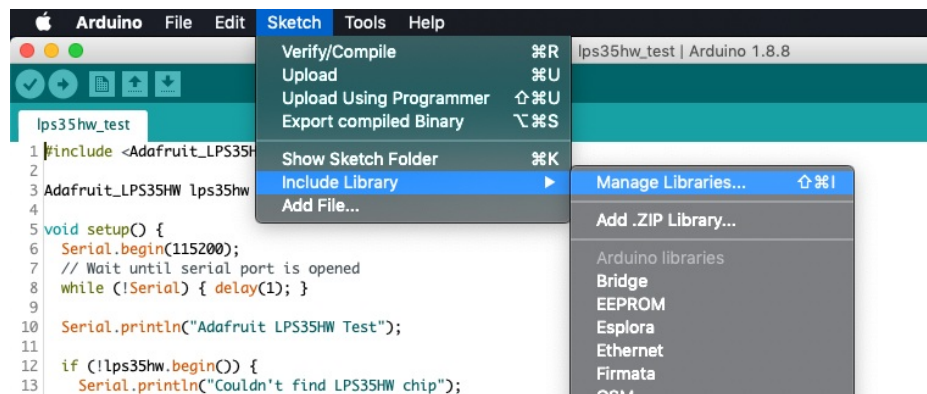 Arduino File Edit Sketch Tools Help
lps35hw_test | Arduino 1.8.8
Verify/Compile ⌘R
Upload ⌘U
Upload Using Programmer ⇧⌘U
Export compiled Binary ⌥⌘S
Show Sketch Folder ⌘K
Include Library ▶
Add File...
Manage Libraries... ⇧⌘I
Add .ZIP Library...
Arduino libraries
Bridge
EEPROM
Esplora
Ethernet
Firmata
lps35hw_test
1 #include <Adafruit_LPS35H
2
3 Adafruit_LPS35HW lps35hw
4
5 void setup() {
6 Serial.begin(115200);
7 // Wait until serial port is opened
8 while (!Serial) { delay(1); }
9
10 Serial.println("Adafruit LPS35HW Test");
11
12 if (!lps35hw.begin()) {
13 Serial.println("Couldn't find LPS35HW chip");